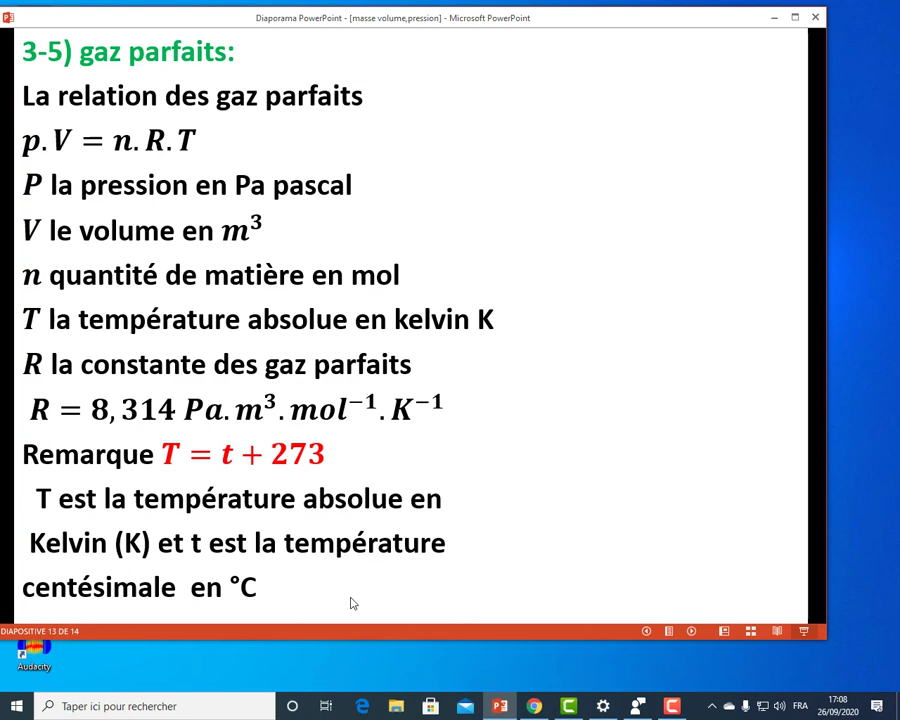 Diaporama PowerPoint - [masse volume,pression] - Microsoft PowerPoint
3-5) gaz parfaits:
La relation des gaz parfaits
p.V = n.R.T
P la pression en Pa pascal
V le volume en m³
n quantité de matière en mol
T la température absolue en kelvin K
R la constante des gaz parfaits
R = 8,314 Pa.m³.mol⁻¹.K⁻¹
Remarque T = t + 273
T est la température absolue en
Kelvin (K) et t est la température
centésimale en °C
DIAPOSITIVE 13 DE 14
Audacity
Taper ici pour rechercher
FRA
17:08
26/09/2020